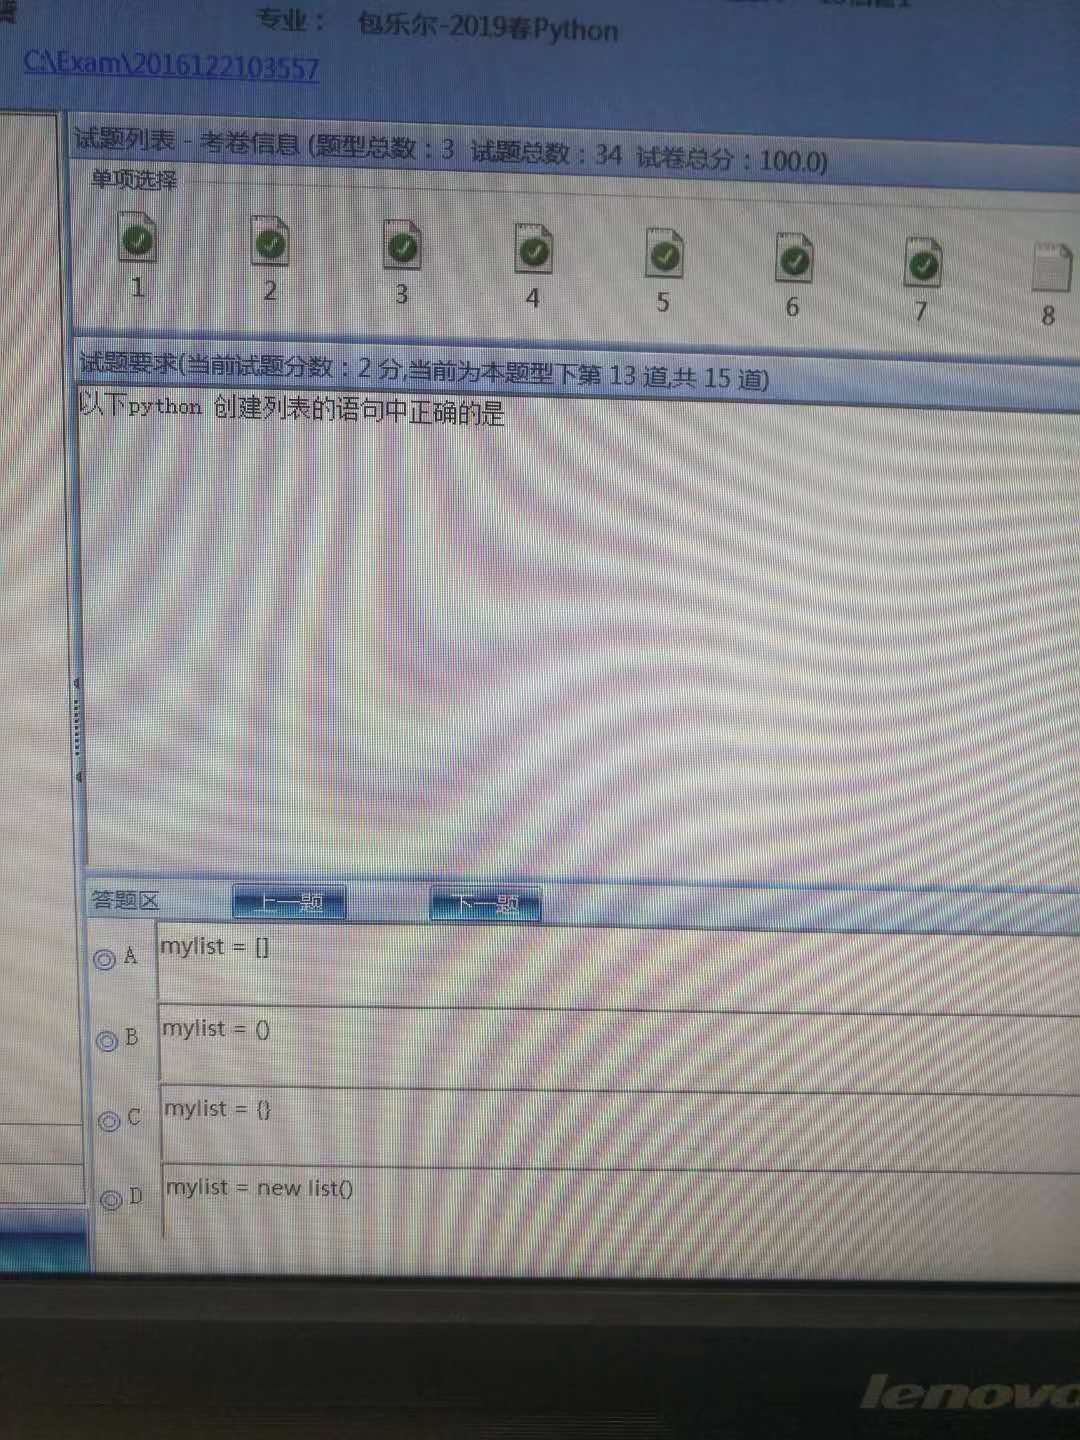 专业： 包乐尔-2019春Python
C:\Exam\2016122103557
试题列表 - 考卷信息 (题型总数：3 试题总数：34 试卷总分：100.0)
单项选择
1 2 3 4 5 6 7 8
试题要求(当前试题分数：2 分,当前为本题型下第 13 道,共 15 道)
以下python 创建列表的语句中正确的是
答题区 上一题 下一题
A mylist = []
B mylist = ()
C mylist = {}
D mylist = new list()
lenovo